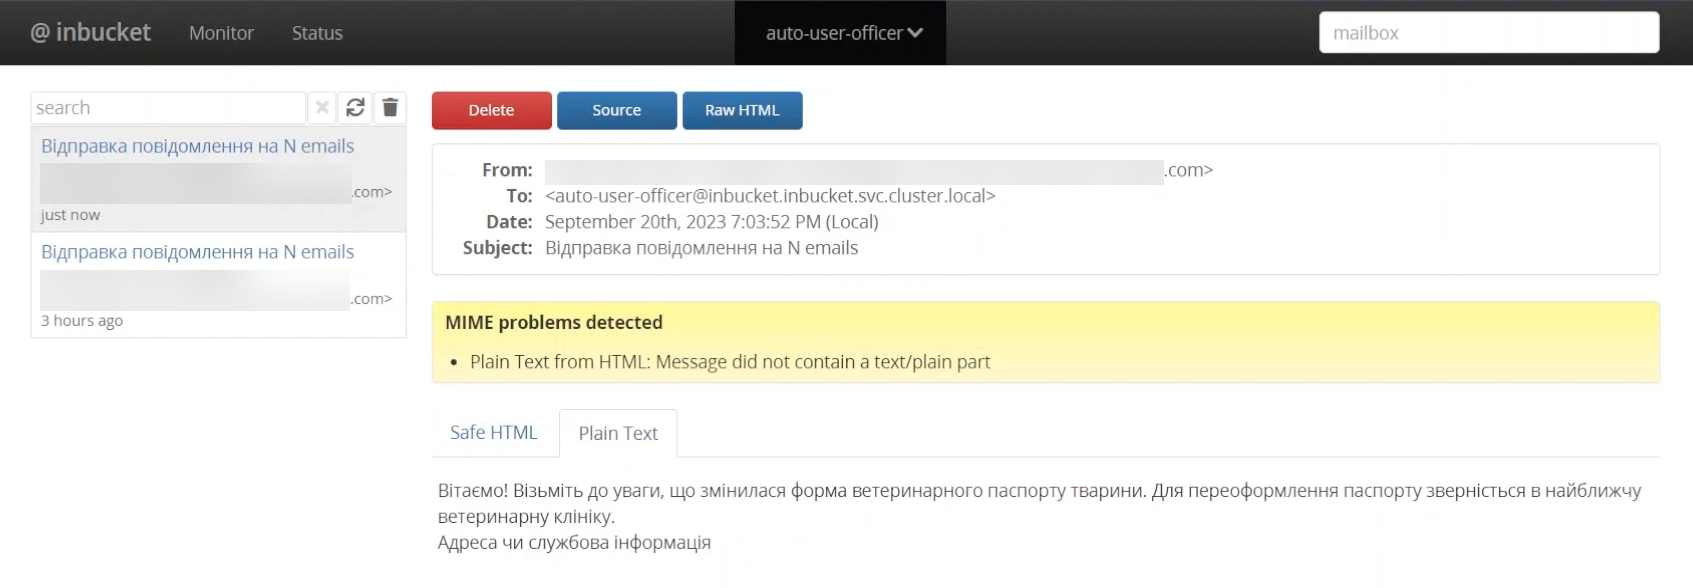 @ inbucket Monitor Status auto-user-officer mailbox
search
Відправка повідомлення на N emails
.com>
just now
Відправка повідомлення на N emails
.com>
3 hours ago
Delete Source Raw HTML
From: .com>
To: <auto-user-officer@inbucket.inbucket.svc.cluster.local>
Date: September 20th, 2023 7:03:52 PM (Local)
Subject: Відправка повідомлення на N emails
MIME problems detected
• Plain Text from HTML: Message did not contain a text/plain part
Safe HTML Plain Text
Вітаємо! Візьміть до уваги, що змінилася форма ветеринарного паспорту тварини. Для переоформлення паспорту зверністься в найближчу
ветеринарну клініку.
Адреса чи службова інформація